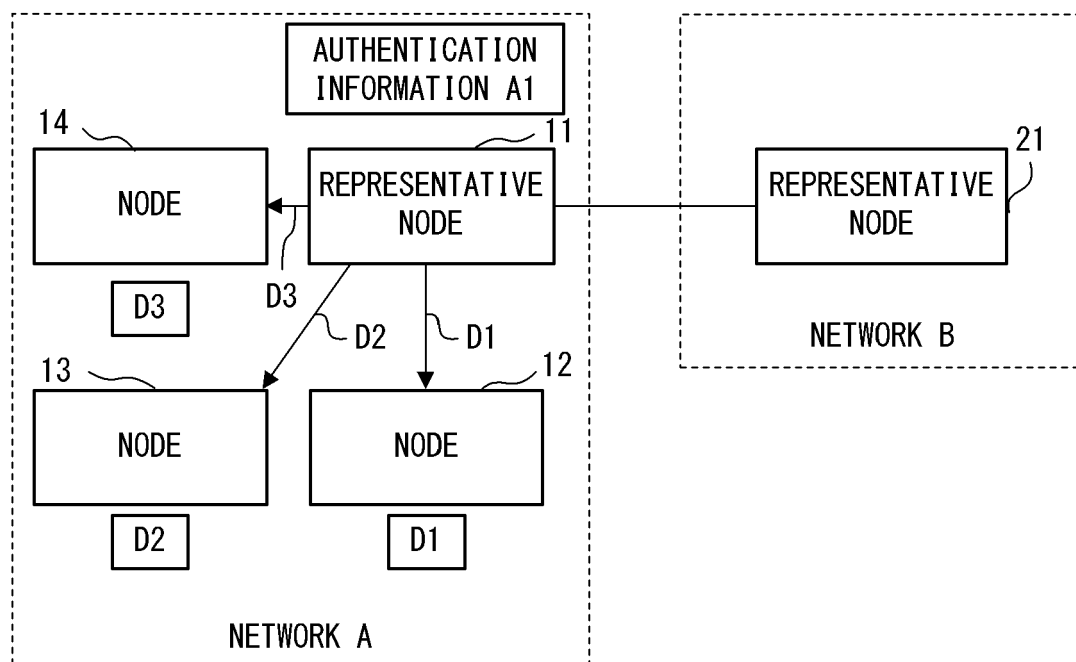 AUTHENTICATION
INFORMATION A1
14
11
21
NODE
REPRESENTATIVE
NODE
REPRESENTATIVE
NODE
D3
D3
D2
D1
NETWORK B
13
12
NODE
NODE
D2
D1
NETWORK A